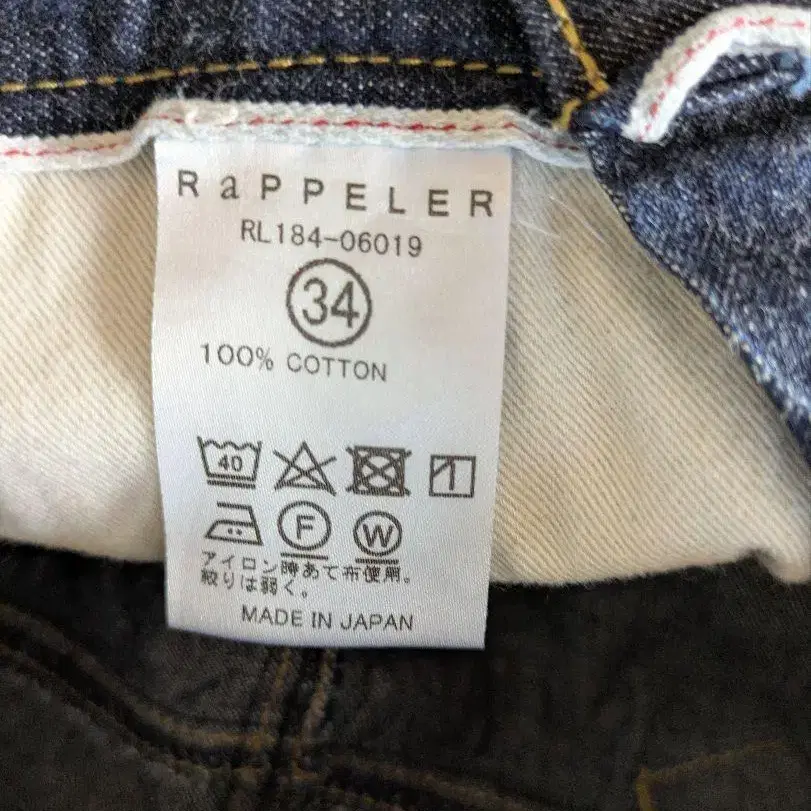 RaPPELER
RL184-06019
34
100% COTTON
40
F W
アイロン時あて布使用。
絞りは弱く。
MADE IN JAPAN